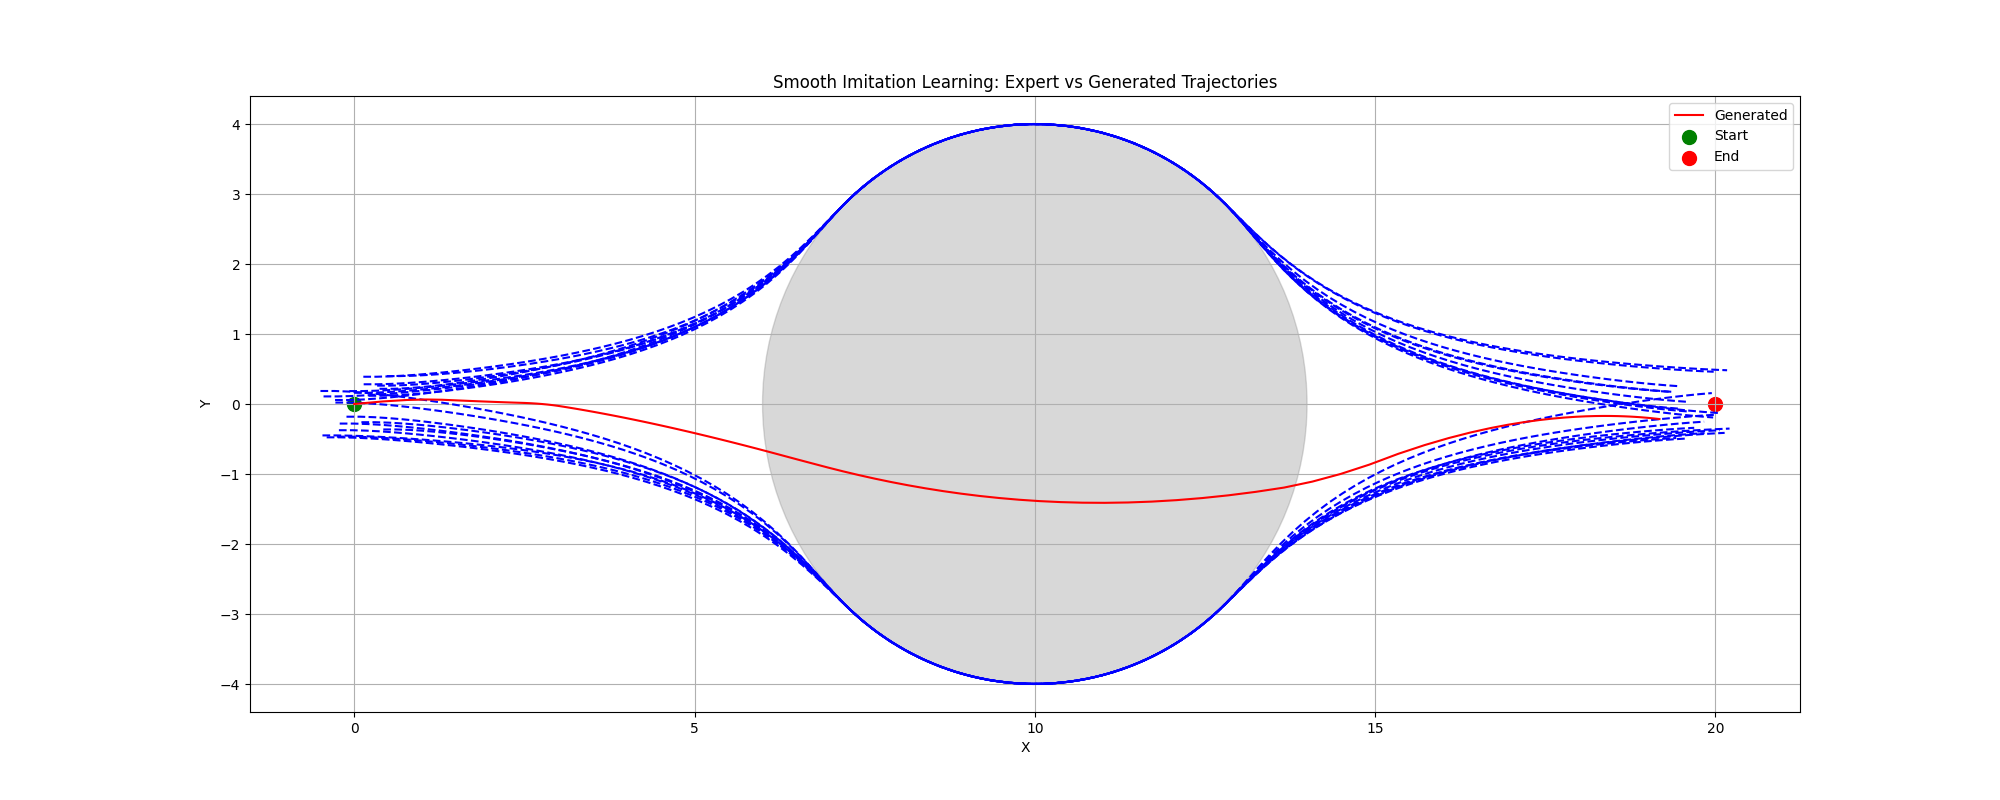 Smooth Imitation Learning: Expert vs Generated Trajectories
Generated
Start
End
4
3
2
1
0
−1
−2
−3
−4
Y
0 5 10 15 20
X